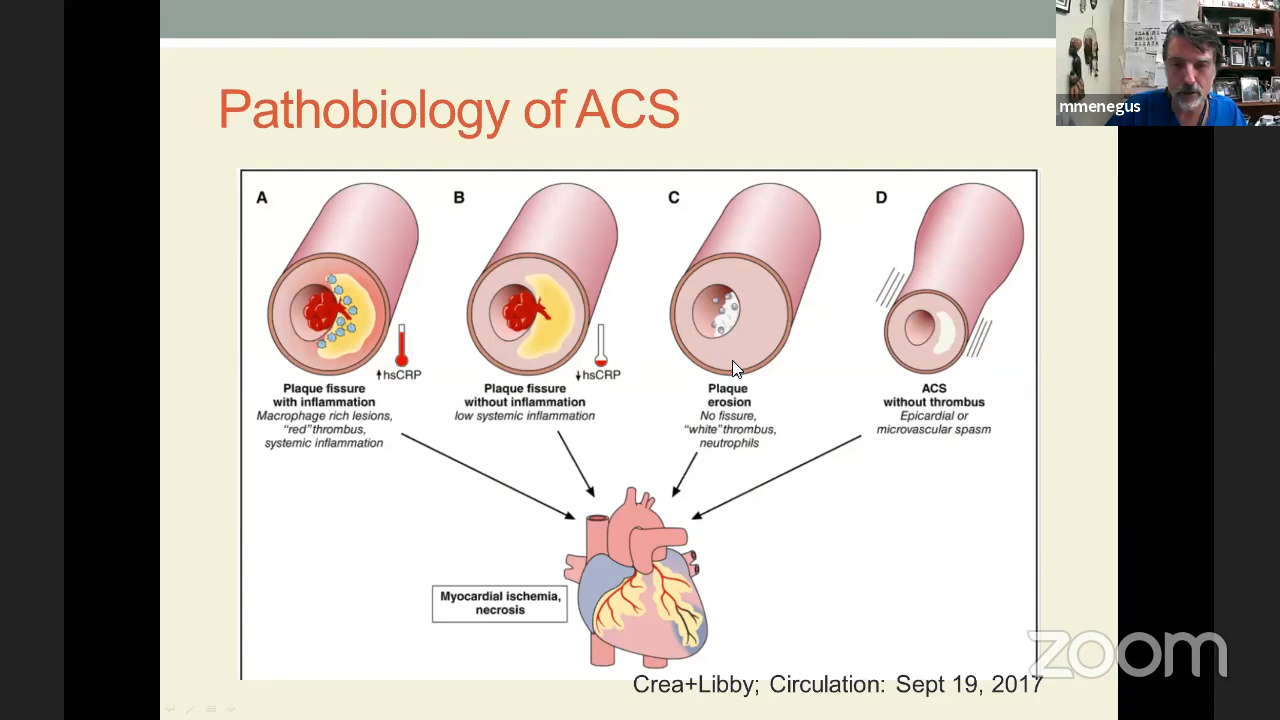 mmenegus
Pathobiology of ACS
A
B
C
D
↑hsCRP
↓hsCRP
Plaque fissure
with inflammation
Macrophage rich lesions,
"red" thrombus,
systemic inflammation
Plaque fissure
without inflammation
low systemic inflammation
Plaque
erosion
No fissure,
"white" thrombus,
neutrophils
ACS
without thrombus
Epicardial or
microvascular spasm
Myocardial ischemia,
necrosis
zoom
Crea+Libby; Circulation: Sept 19, 2017